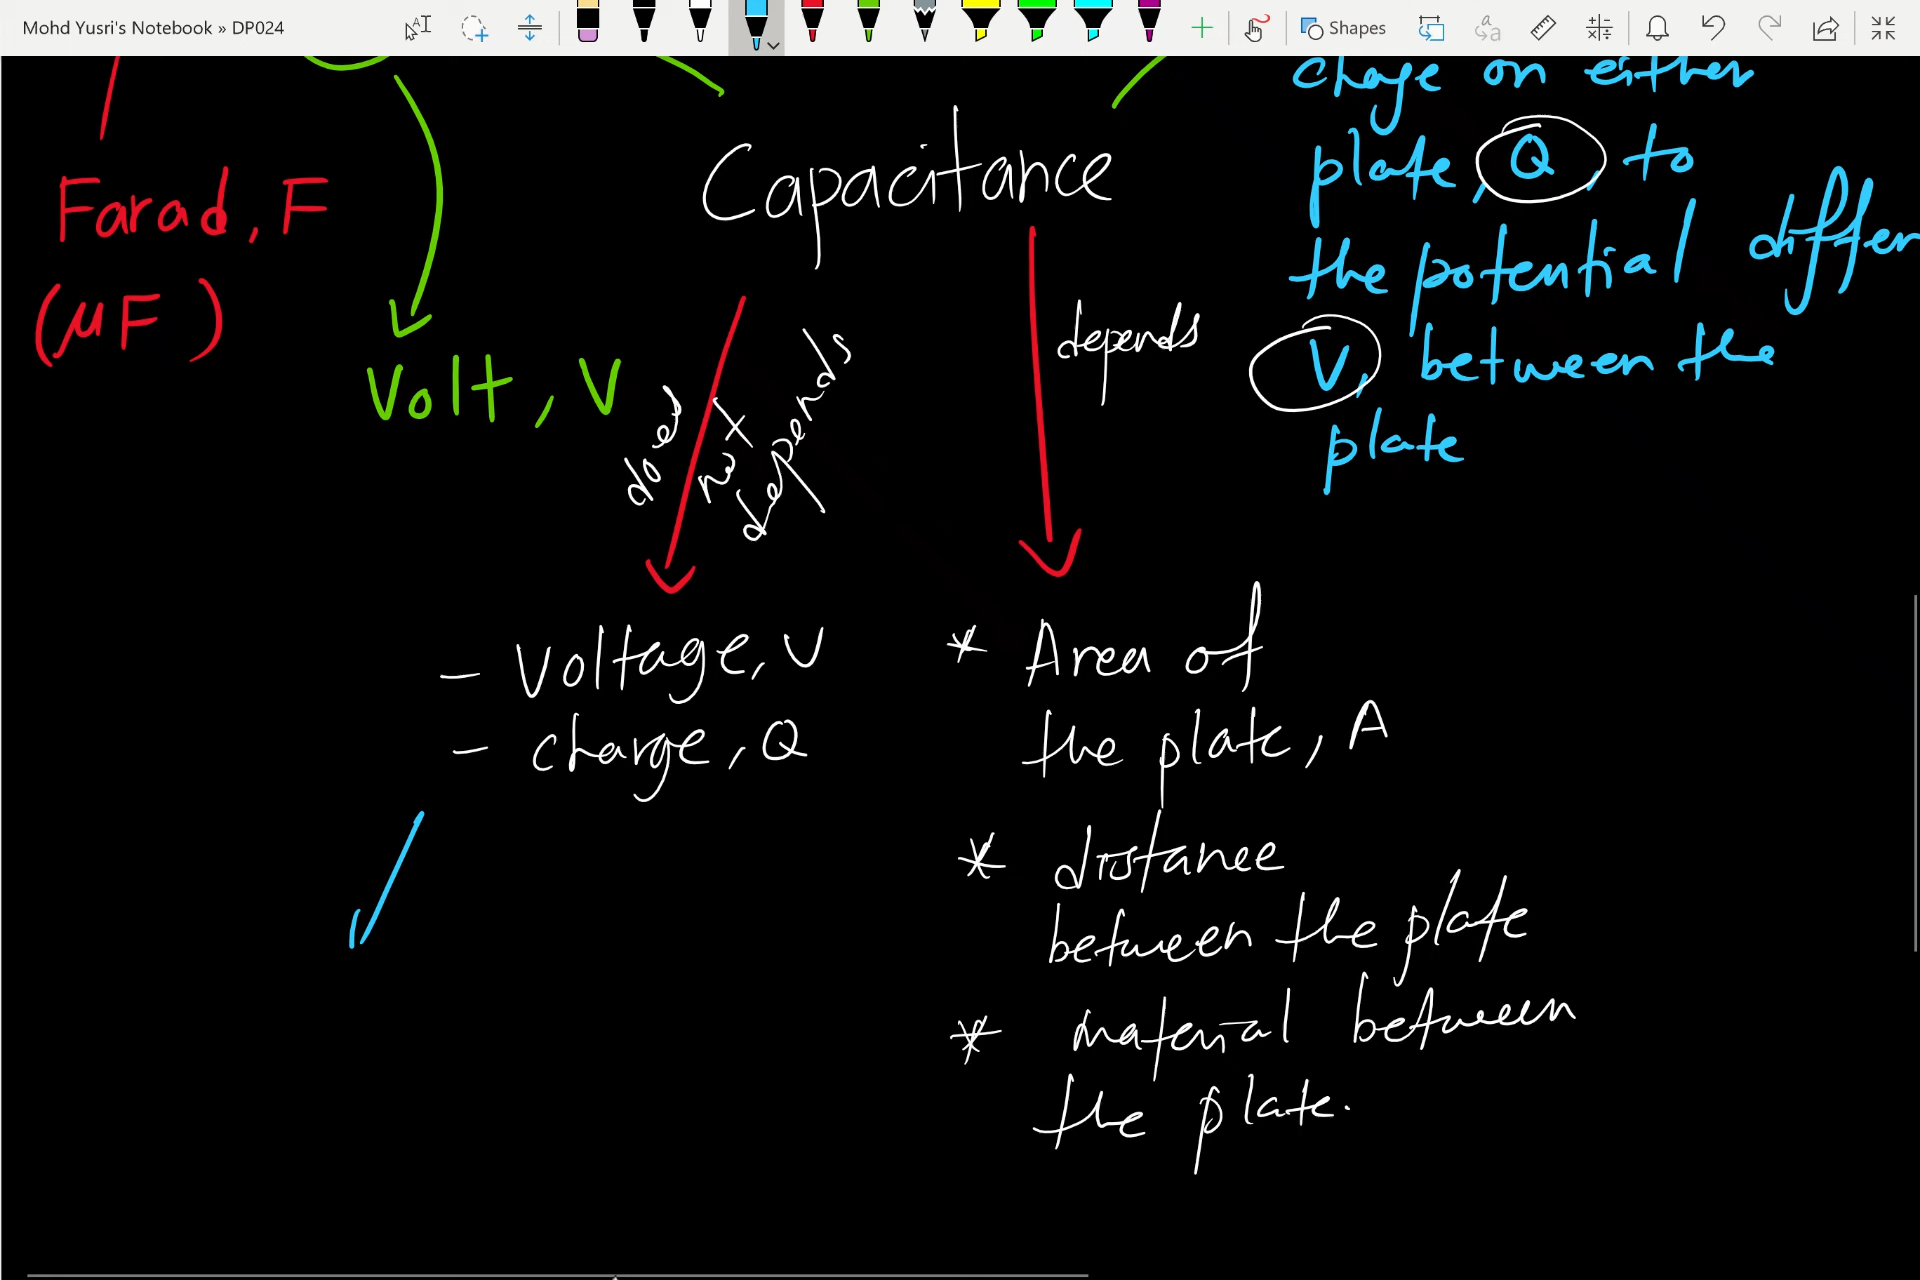 Mohd Yusri's Notebook » DP024
Shapes
charge on either
plate, Q, to
the potential differen
V, between the
plate
Capacitance
Farad, F
(μF)
Volt, V
does not depends
depends
- Voltage, V
- charge, Q
* Area of
the plate, A
* distance
between the plate
* material between
the plate.